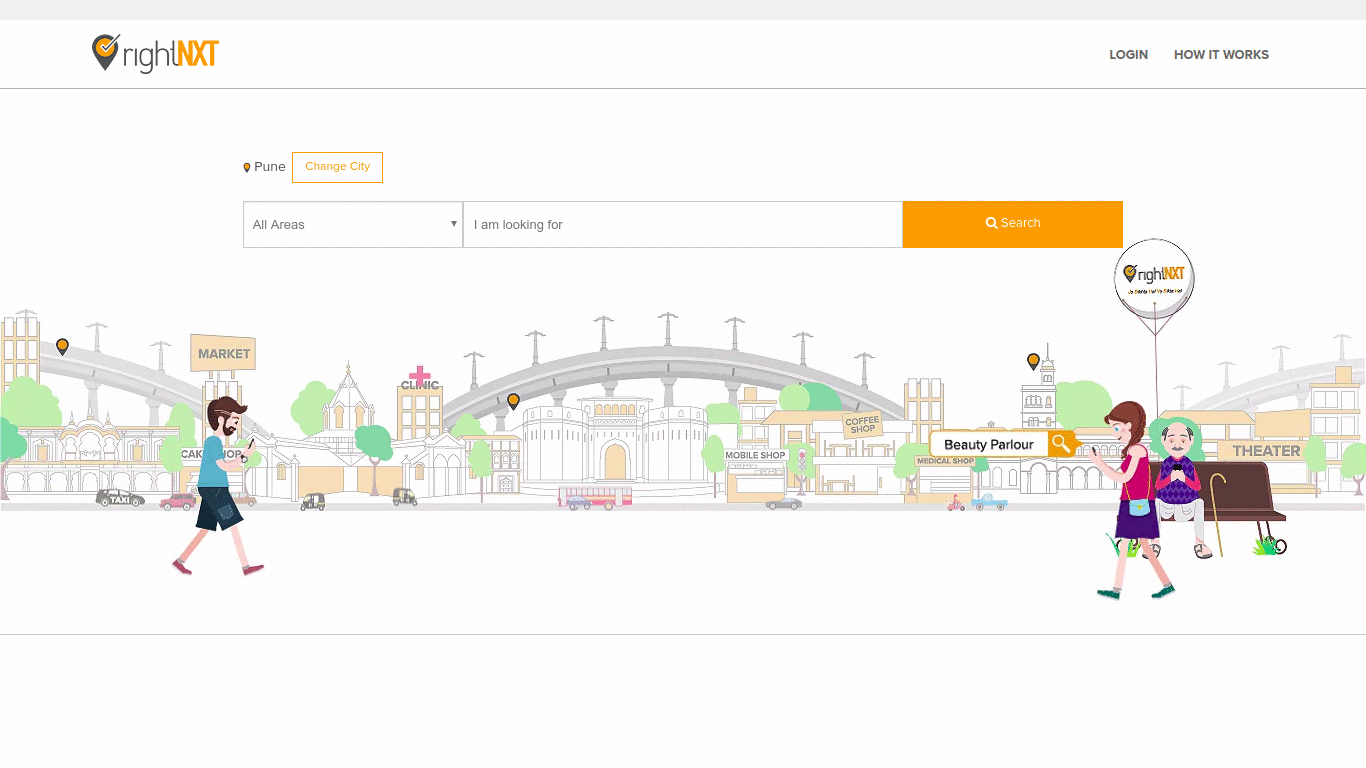 rightNXT
LOGIN
HOW IT WORKS
Pune
Change City
All Areas
I am looking for
Search
rightNXT
MARKET
CLINIC
COFFEE
SHOP
Beauty Parlour
CAKE SHOP
MOBILE SHOP
MEDICAL SHOP
THEATER
TAXI